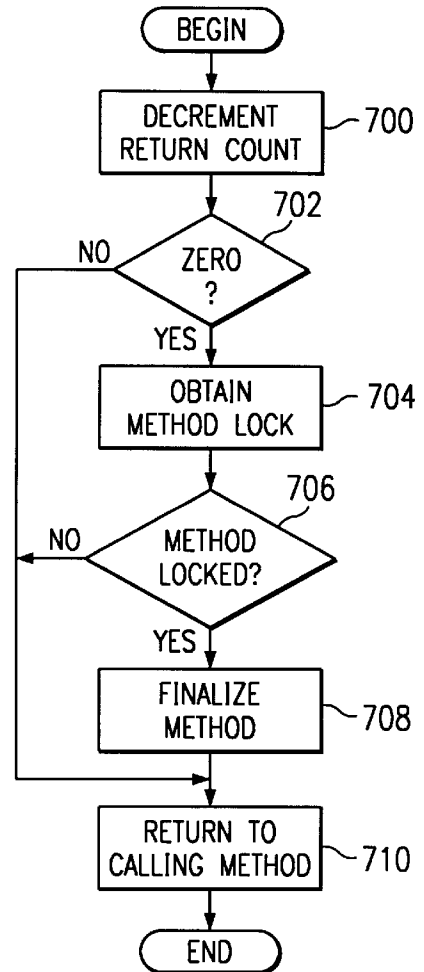 BEGIN
DECREMENT
RETURN COUNT
700
702
NO
ZERO
?
YES
OBTAIN
METHOD LOCK
704
706
NO
METHOD
LOCKED?
YES
FINALIZE
METHOD
708
RETURN TO
CALLING METHOD
710
END